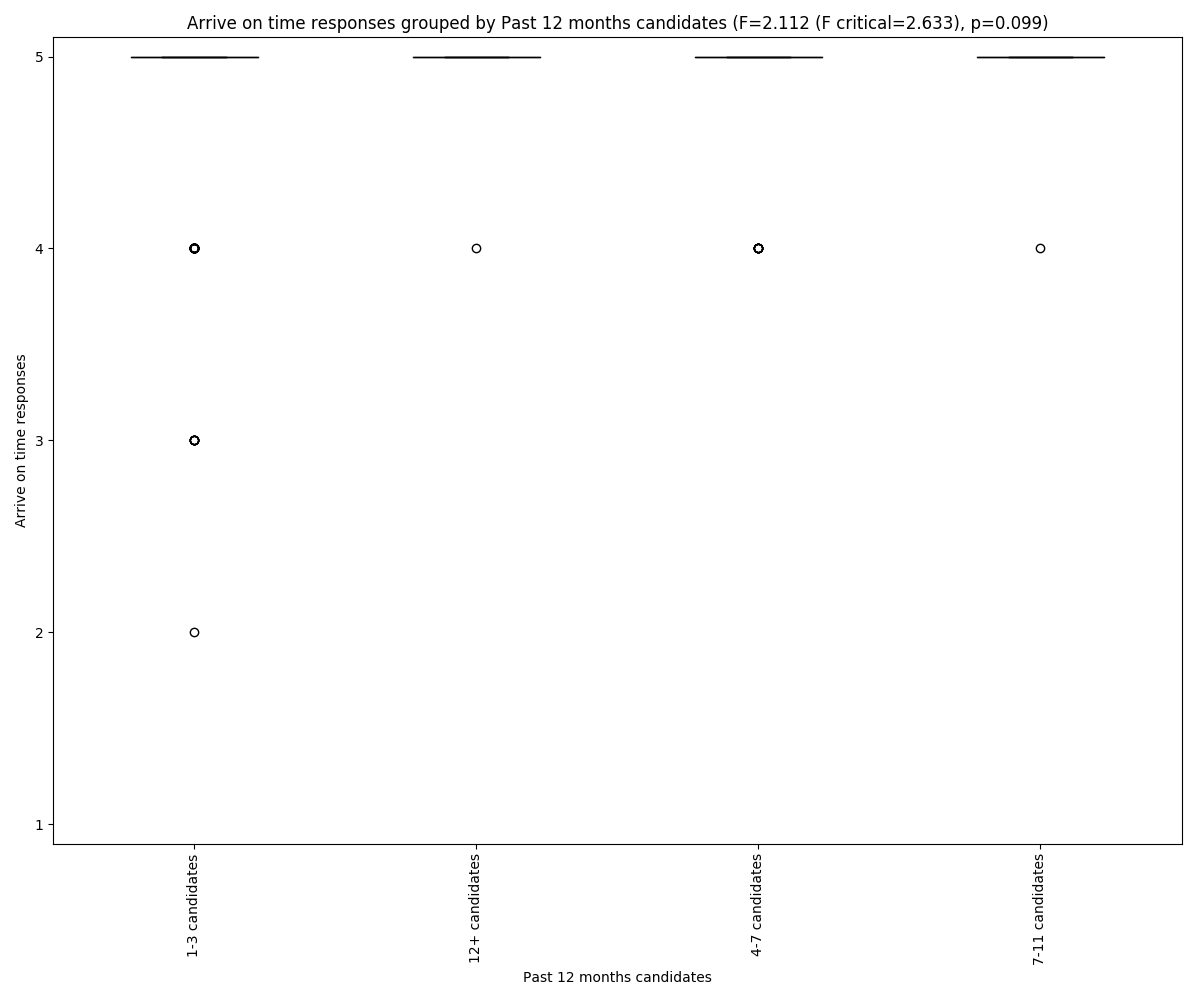 Arrive on time responses grouped by Past 12 months candidates (F=2.112 (F critical=2.633), p=0.099)
Arrive on time responses
5
4
3
2
1
1-3 candidates
12+ candidates
4-7 candidates
7-11 candidates
Past 12 months candidates